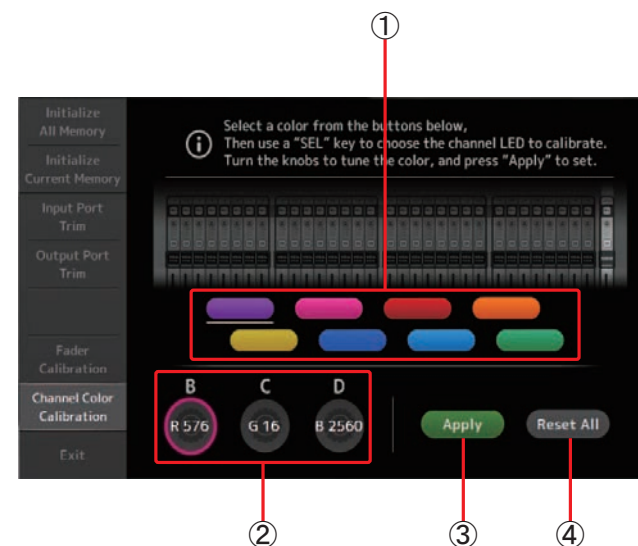 ①
Initialize
All Memory
Initialize
Current Memory
Input Port
Trim
Output Port
Trim
Fader
Calibration
Channel Color
Calibration
Exit
Select a color from the buttons below,
Then use a "SEL" key to choose the channel LED to calibrate.
Turn the knobs to tune the color, and press "Apply" to set.
B C D
R 576 G 16 B 2560
Apply Reset All
② ③ ④